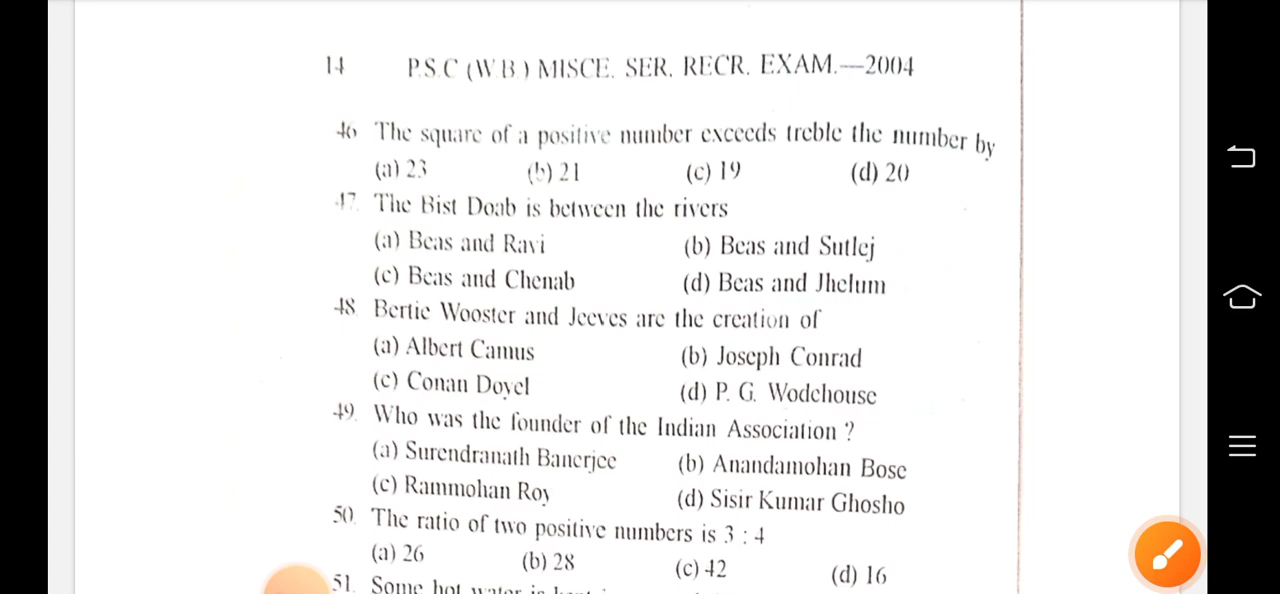 14 P.S.C (W.B.) MISCE. SER. RECR. EXAM.—2004
46 The square of a positive number exceeds treble the number by
(a) 23 (b) 21 (c) 19 (d) 20
47. The Bist Doab is between the rivers
(a) Beas and Ravi (b) Beas and Sutlej
(c) Beas and Chenab (d) Beas and Jhelum
48. Bertie Wooster and Jeeves are the creation of
(a) Albert Camus (b) Joseph Conrad
(c) Conan Doyel (d) P. G. Wodehouse
49. Who was the founder of the Indian Association ?
(a) Surendranath Banerjee (b) Anandamohan Bose
(c) Rammohan Roy (d) Sisir Kumar Ghosho
50. The ratio of two positive numbers is 3 : 4
(a) 26 (b) 28 (c) 42 (d) 16
51. Some hot water is